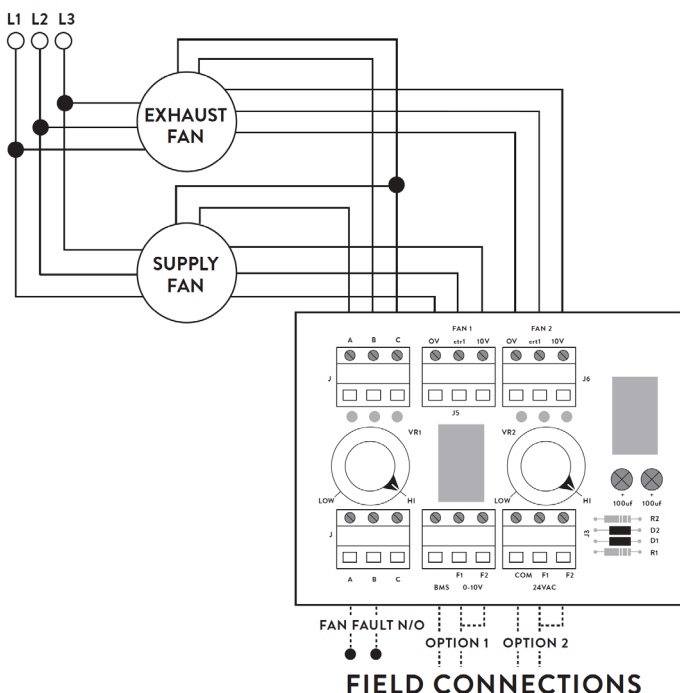 L1 L2 L3
EXHAUST
FAN
SUPPLY
FAN
FAN 1 FAN 2
A B C OV ctr1 10V OV ert1 10V
J J6
J5
VR1 VR2
LOW HI LOW HI
+ +
100uf 100uf
R2
D2
D1
R1
J J3
A B C F1 F2 COM F1 F2
BMS 0-10V 24VAC
FAN FAULT N/O
OPTION 1 OPTION 2
FIELD CONNECTIONS